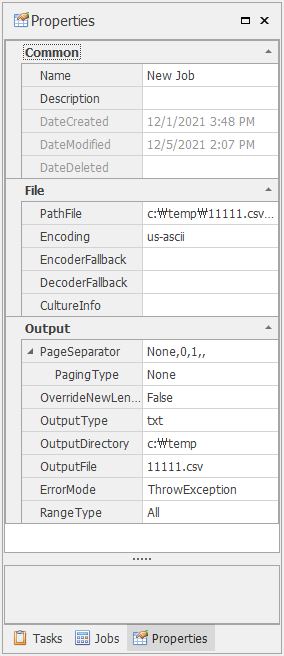 Properties
Common
Name New Job
Description
DateCreated 12/1/2021 3:48 PM
DateModified 12/5/2021 2:07 PM
DateDeleted
File
PathFile c:₩temp₩11111.csv...
Encoding us-ascii
EncoderFallback
DecoderFallback
CultureInfo
Output
PageSeparator None,0,1,,
PagingType None
OverrideNewLen... False
OutputType txt
OutputDirectory c:₩temp
OutputFile 11111.csv
ErrorMode ThrowException
RangeType All
Tasks Jobs Properties